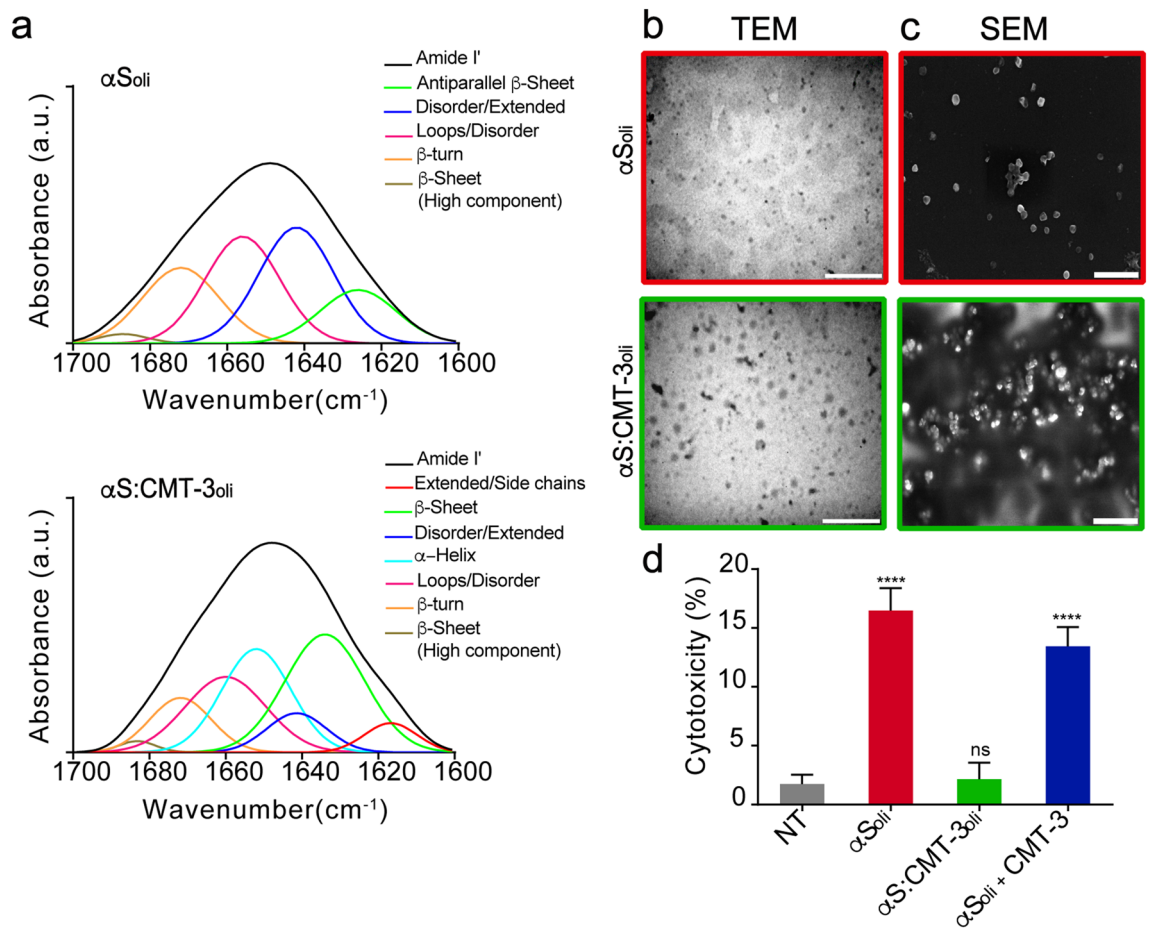 a
αSoli
Amide I'
Antiparallel β-Sheet
Disorder/Extended
Loops/Disorder
β-turn
β-Sheet
(High component)
Absorbance (a.u.)
1700 1680 1660 1640 1620 1600
Wavenumber(cm-1)
αS:CMT-3oli
Amide I'
Extended/Side chains
β-Sheet
Disorder/Extended
α–Helix
Loops/Disorder
β-turn
β-Sheet
(High component)
Absorbance (a.u.)
1700 1680 1660 1640 1620 1600
Wavenumber(cm-1)
b TEM
c SEM
αSoli
αS:CMT-3oli
d
Cytotoxicity (%)
20
15
10
5
0
****
ns
****
NT
αSoli
αS:CMT-3oli
αSoli + CMT-3